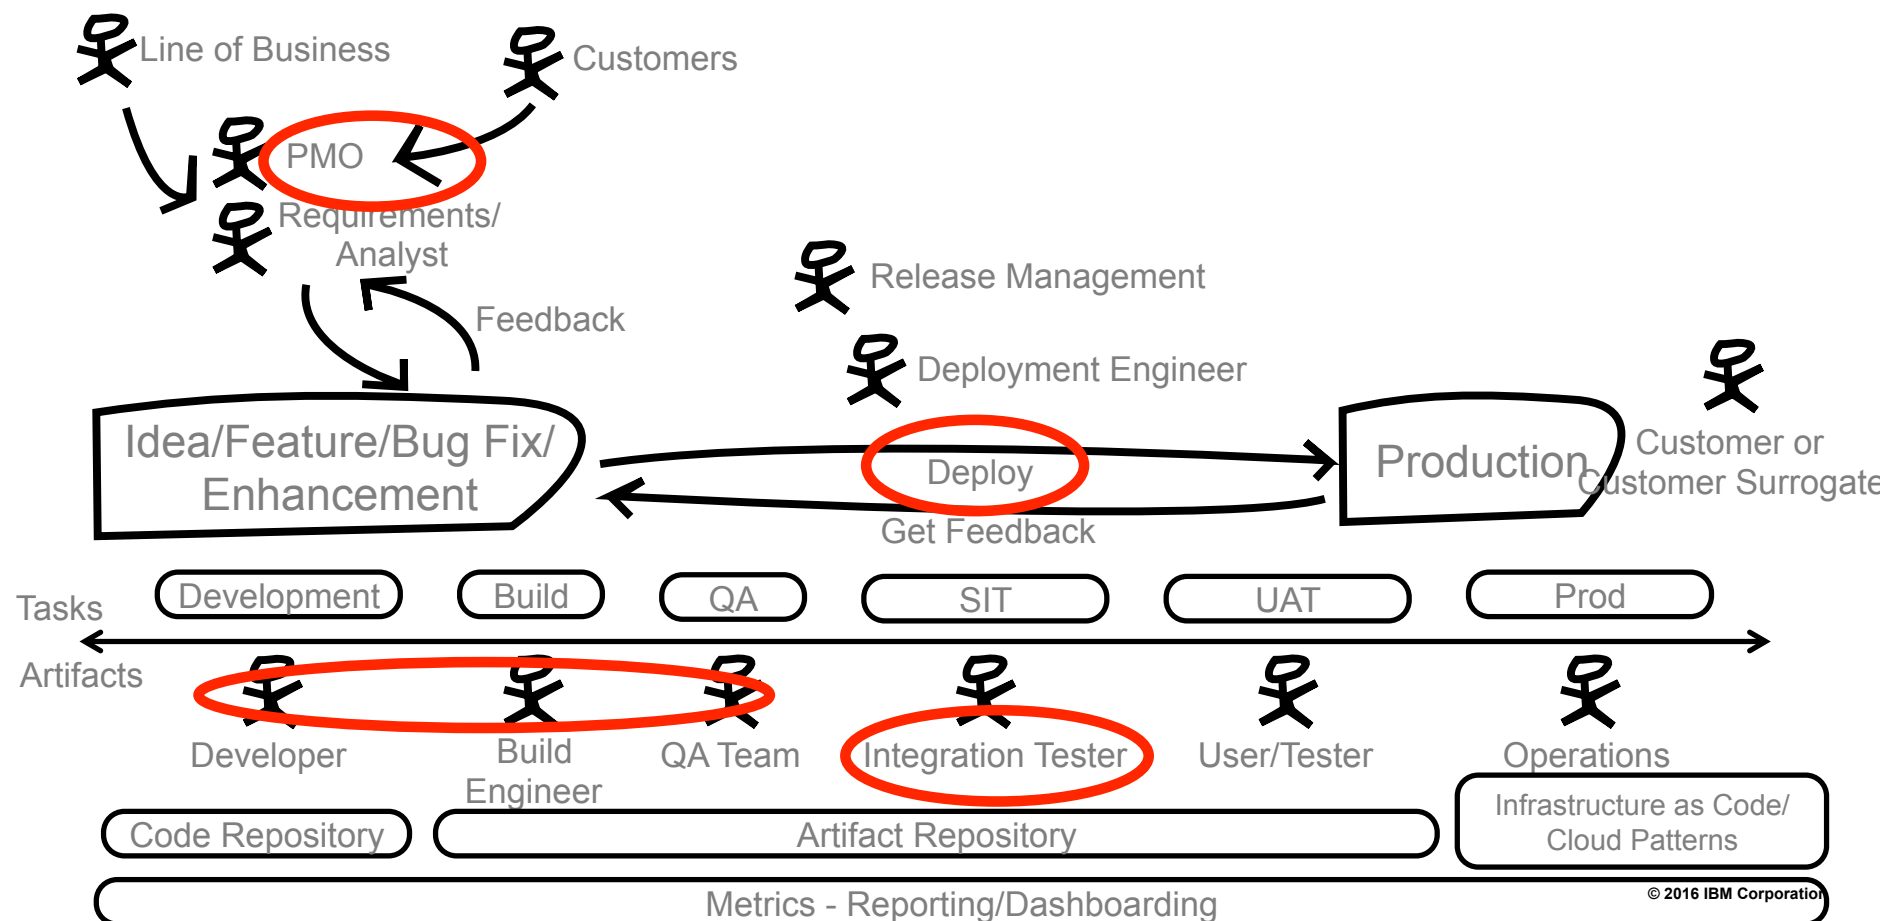 Line of Business
Customers
PMO
Requirements/
Analyst
Release Management
Feedback
Deployment Engineer
Idea/Feature/Bug Fix/
Enhancement
Deploy
Get Feedback
Production
Customer or
Customer Surrogate
Tasks
Development
Build
QA
SIT
UAT
Prod
Artifacts
Developer
Build
Engineer
QA Team
Integration Tester
User/Tester
Operations
Code Repository
Artifact Repository
Infrastructure as Code/
Cloud Patterns
Metrics - Reporting/Dashboarding
© 2016 IBM Corporation